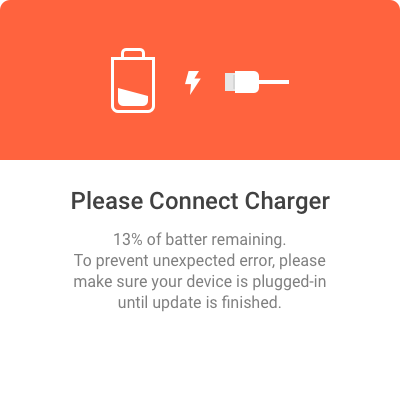 Please Connect Charger
13% of batter remaining.
To prevent unexpected error, please
make sure your device is plugged-in
until update is finished.